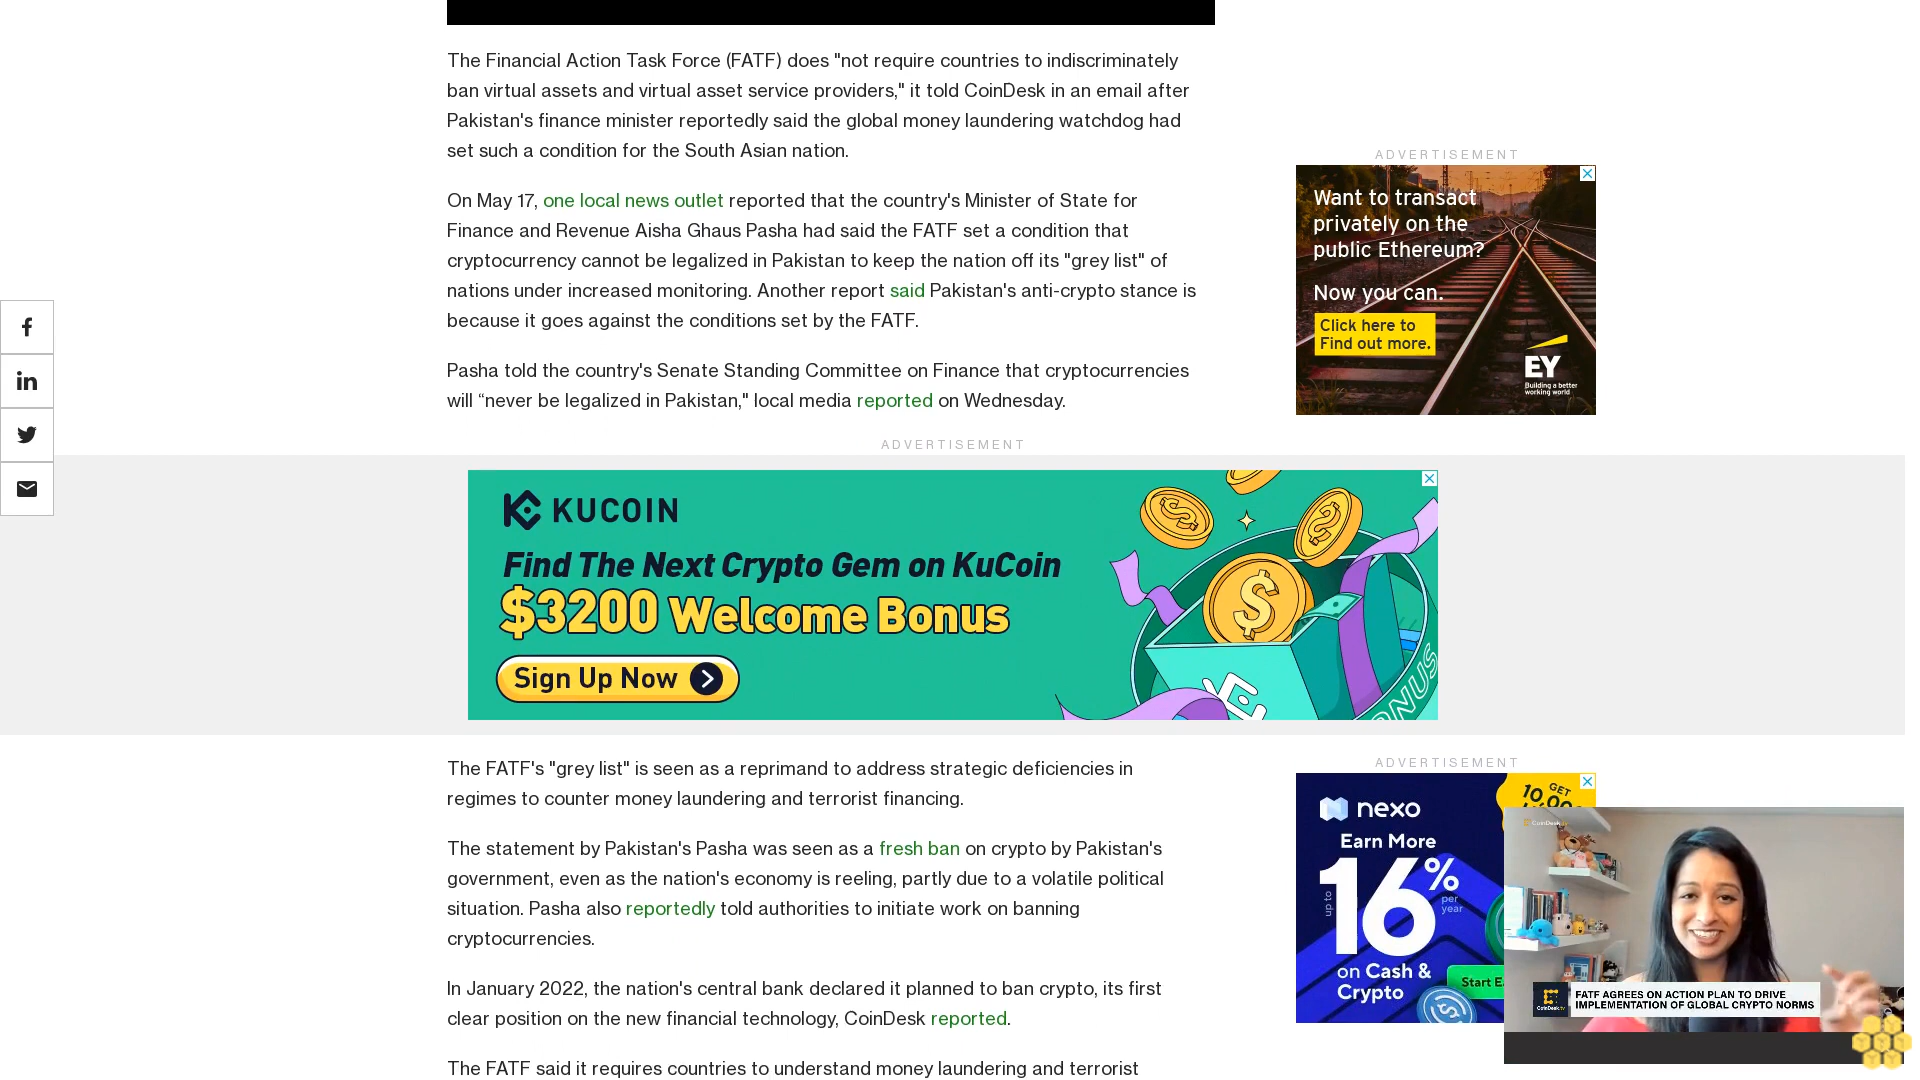 The Financial Action Task Force (FATF) does "not require countries to indiscriminately
ban virtual assets and virtual asset service providers," it told CoinDesk in an email after
Pakistan's finance minister reportedly said the global money laundering watchdog had
set such a condition for the South Asian nation.
On May 17, one local news outlet reported that the country's Minister of State for
Finance and Revenue Aisha Ghaus Pasha had said the FATF set a condition that
cryptocurrency cannot be legalized in Pakistan to keep the nation off its "grey list" of
nations under increased monitoring. Another report said Pakistan's anti-crypto stance is
because it goes against the conditions set by the FATF.
Pasha told the country's Senate Standing Committee on Finance that cryptocurrencies
will “never be legalized in Pakistan," local media reported on Wednesday.
ADVERTISEMENT
Want to transact
privately on the
public Ethereum?
Now you can.
Click here to
Find out more.
EY
Building a better
working world
ADVERTISEMENT
KUCOIN
Find The Next Crypto Gem on KuCoin
$3200 Welcome Bonus
Sign Up Now
BONUS
The FATF's "grey list" is seen as a reprimand to address strategic deficiencies in
regimes to counter money laundering and terrorist financing.
The statement by Pakistan's Pasha was seen as a fresh ban on crypto by Pakistan's
government, even as the nation's economy is reeling, partly due to a volatile political
situation. Pasha also reportedly told authorities to initiate work on banning
cryptocurrencies.
In January 2022, the nation's central bank declared it planned to ban crypto, its first
clear position on the new financial technology, CoinDesk reported.
The FATF said it requires countries to understand money laundering and terrorist
ADVERTISEMENT
nexo
GET
Earn More
up to
16%
per
year
on Cash &
Crypto
Start
CoinDesk
CoinDesk
FATF AGREES ON ACTION PLAN TO DRIVE
IMPLEMENTATION OF GLOBAL CRYPTO NORMS